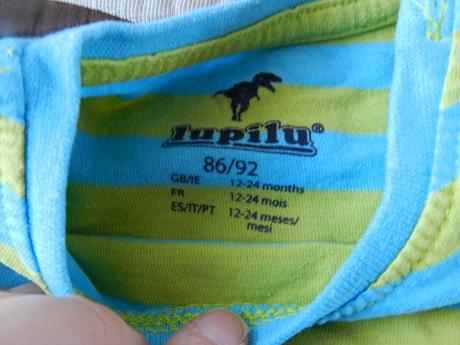 lupilu®
86/92
GB/IE 12-24 months
FR 12-24 mois
ES/IT/PT 12-24 meses/
mesi